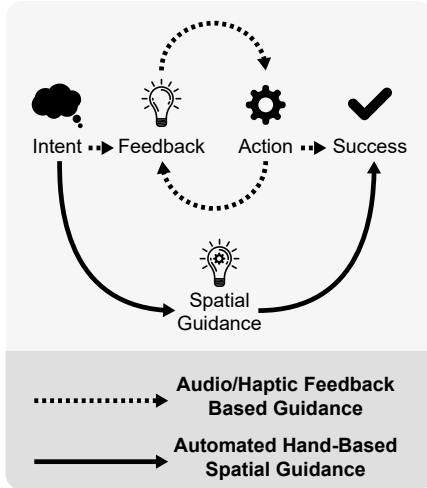 Intent Feedback Action Success
Spatial
Guidance
Audio/Haptic Feedback
Based Guidance
Automated Hand-Based
Spatial Guidance